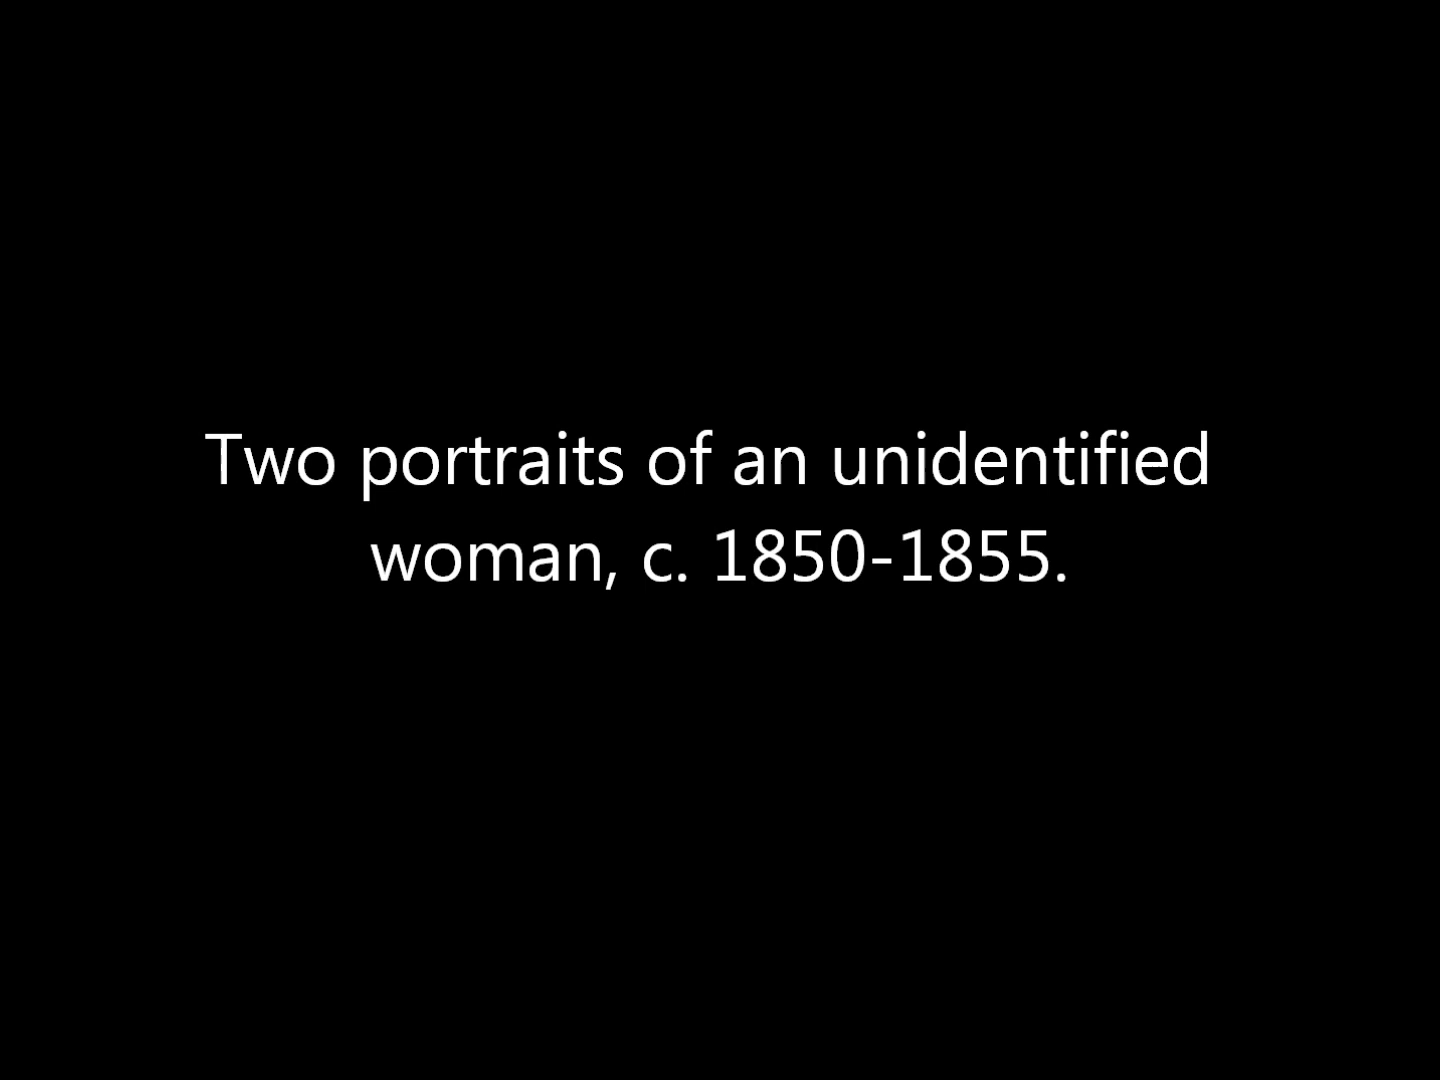 Two portraits of an unidentified
woman, c. 1850-1855.